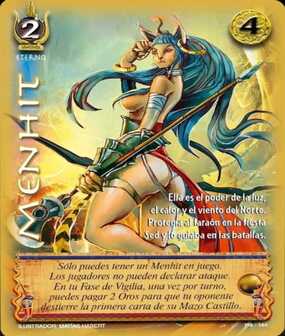 2
4
ETERNO
MENHIT
Ella es el poder de la luz,
el calor y el viento del Norte.
Protegía al faraón en la fiesta
Sed y lo guiaba en las batallas.
Sólo puedes tener un Menhit en juego.
Los jugadores no pueden declarar ataque.
En tu Fase de Vigilia, una vez por turno,
puedes pagar 2 Oros para que tu oponente
destierre la primera carta de su Mazo Castillo.
ILUSTRADOR: MATIAS HABERT